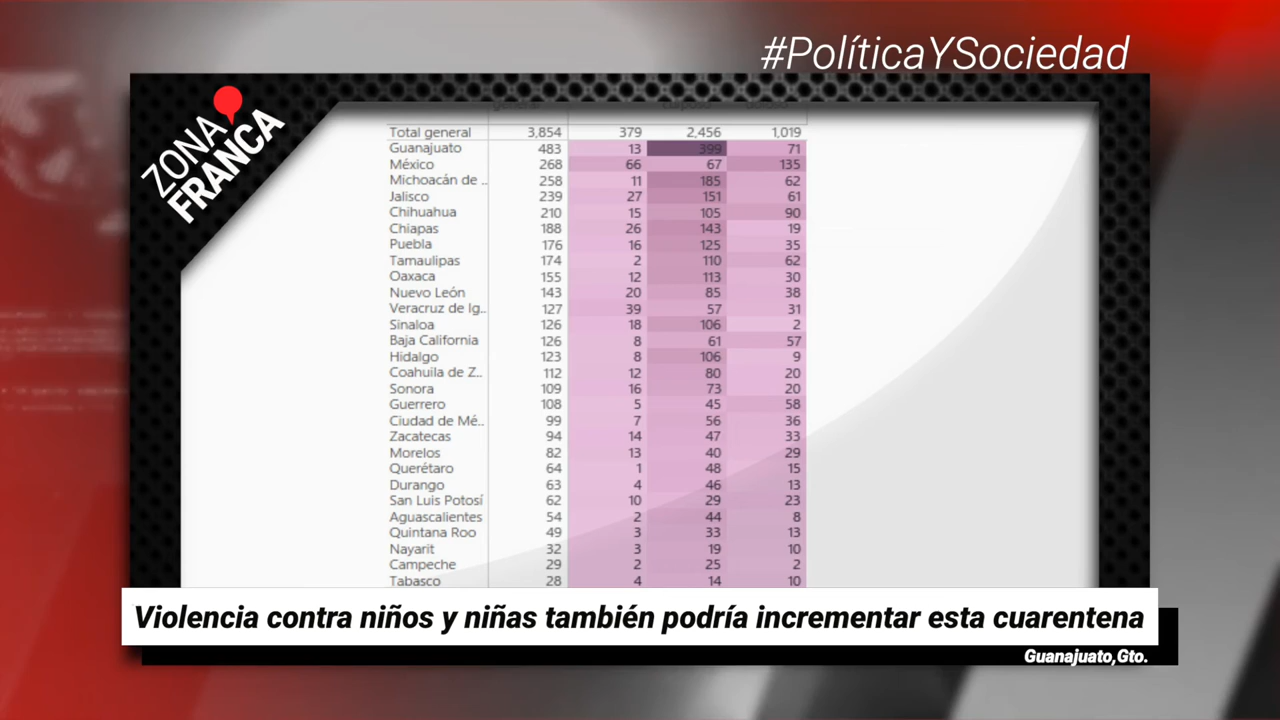 #PolíticaYSociedad
ZONA
FRANCA
Total general 3,854 379 2,456 1,019
Guanajuato 483 13 399 71
México 268 66 67 135
Michoacán de .. 258 11 185 62
Jalisco 239 27 151 61
Chihuahua 210 15 105 90
Chiapas 188 26 143 19
Puebla 176 16 125 35
Tamaulipas 174 2 110 62
Oaxaca 155 12 113 30
Nuevo León 143 20 85 38
Veracruz de Ig.. 127 39 57 31
Sinaloa 126 18 106 2
Baja California 126 8 61 57
Hidalgo 123 8 106 9
Coahuila de Z.. 112 12 80 20
Sonora 109 16 73 20
Guerrero 108 5 45 58
Ciudad de Mé.. 99 7 56 36
Zacatecas 94 14 47 33
Morelos 82 13 40 29
Querétaro 64 1 48 15
Durango 63 4 46 13
San Luis Potosí 62 10 29 23
Aguascalientes 54 2 44 8
Quintana Roo 49 3 33 13
Nayarit 32 3 19 10
Campeche 29 2 25 2
Tabasco 28 4 14 10
Violencia contra niños y niñas también podría incrementar esta cuarentena
Guanajuato,Gto.